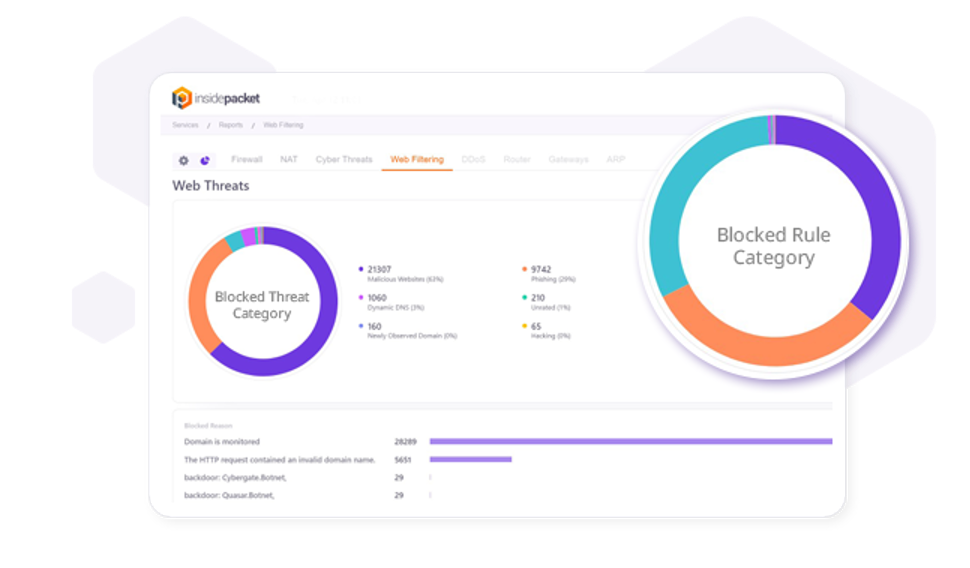 insidepacket
Services / Reports / Web Filtering
Firewall NAT Cyber Threats Web Filtering DDoS Router Gateways ARP
Web Threats
Blocked Threat
Category
21307
Malicious Websites (63%)
9742
Phishing (29%)
1060
Dynamic DNS (3%)
210
Unrated (1%)
160
Newly Observed Domain (0%)
65
Hacking (0%)
Blocked Rule
Category
Blocked Reason
Domain is monitored 28289
The HTTP request contained an invalid domain name. 5651
backdoor: Cybergate.Botnet, 29
backdoor: Quasar.Botnet, 29